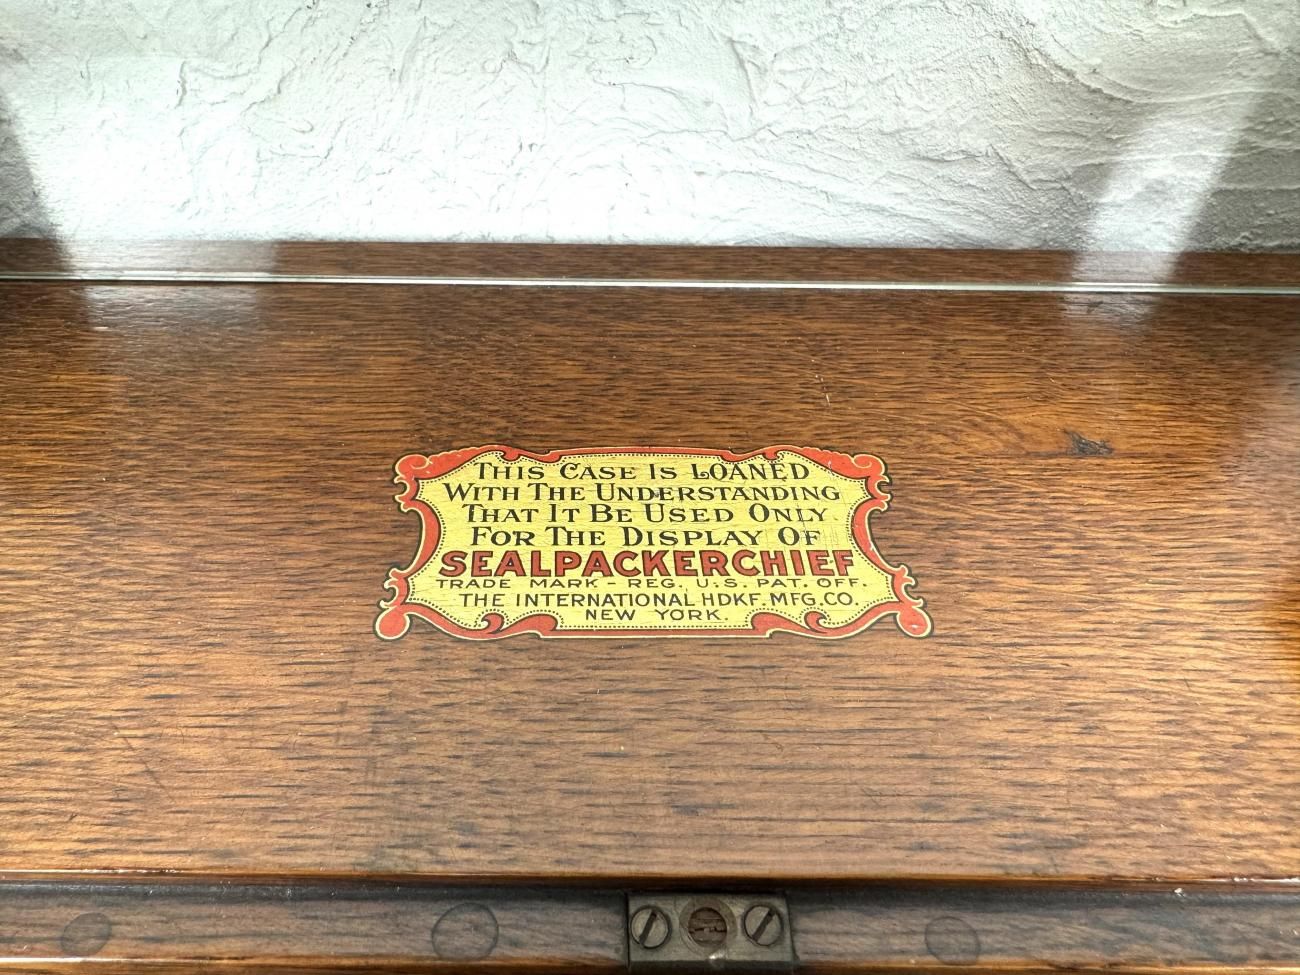 This Case Is Loaned
With The Understanding
That It Be Used Only
For The Display Of
SEALPACKERCHIEF
TRADE MARK - REG. U.S. PAT. OFF.
THE INTERNATIONAL HDKF. MFG. CO.
NEW YORK.